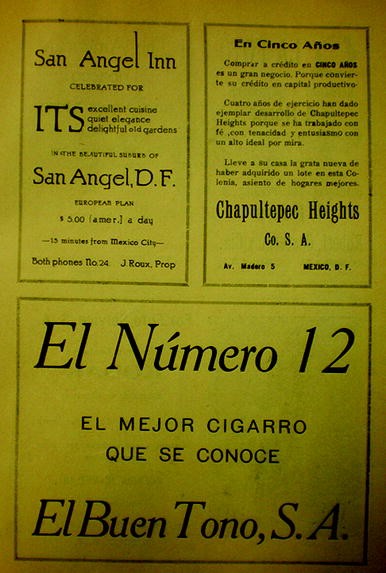 San Angel Inn
CELEBRATED FOR
ITS excellent cuisine
quiet elegance
delightful old gardens
IN THE BEAUTIFUL SUBURB OF
San Angel, D. F.
EUROPEAN PLAN
$ 5.00 (amer.) a day
—15 minutes from Mexico City—
Both phones No. 24. J. Roux, Prop
En Cinco Años
Comprar a crédito en CINCO AÑOS
es un gran negocio. Porque convier-
te su crédito en capital productivo-
Cuatro años de ejercicio han dado
ejemplar desarrollo de Chapultepec
Heights porque se ha trabajado con
fé ,con tenacidad y entusiasmo con
un alto ideal por mira.
Lleve a su casa la grata nueva de
haber adquirido un lote en esta Co-
lonia, asiento de hogares mejores.
Chapultepec Heights
Co. S. A.
Av. Madero 5 MEXICO, D. F.
El Número 12
EL MEJOR CIGARRO
QUE SE CONOCE
El Buen Tono, S. A.